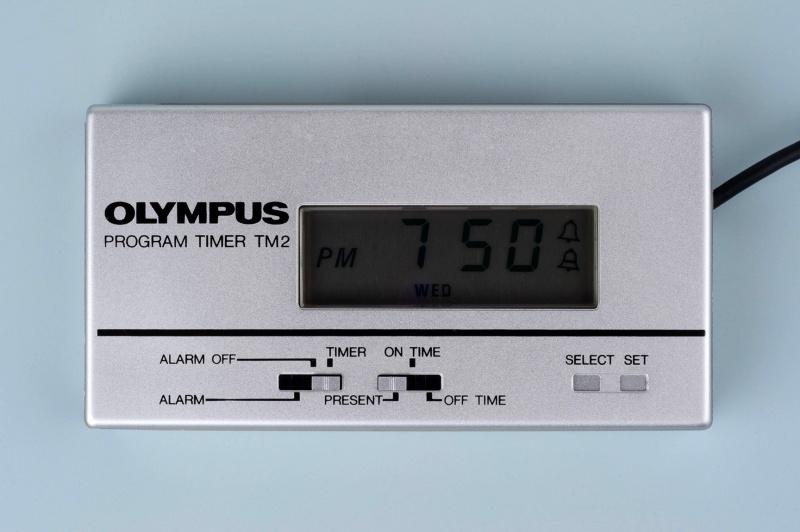 OLYMPUS
PROGRAM TIMER TM2
PM 7 50
WED
ALARM OFF TIMER ON TIME SELECT SET
ALARM PRESENT OFF TIME